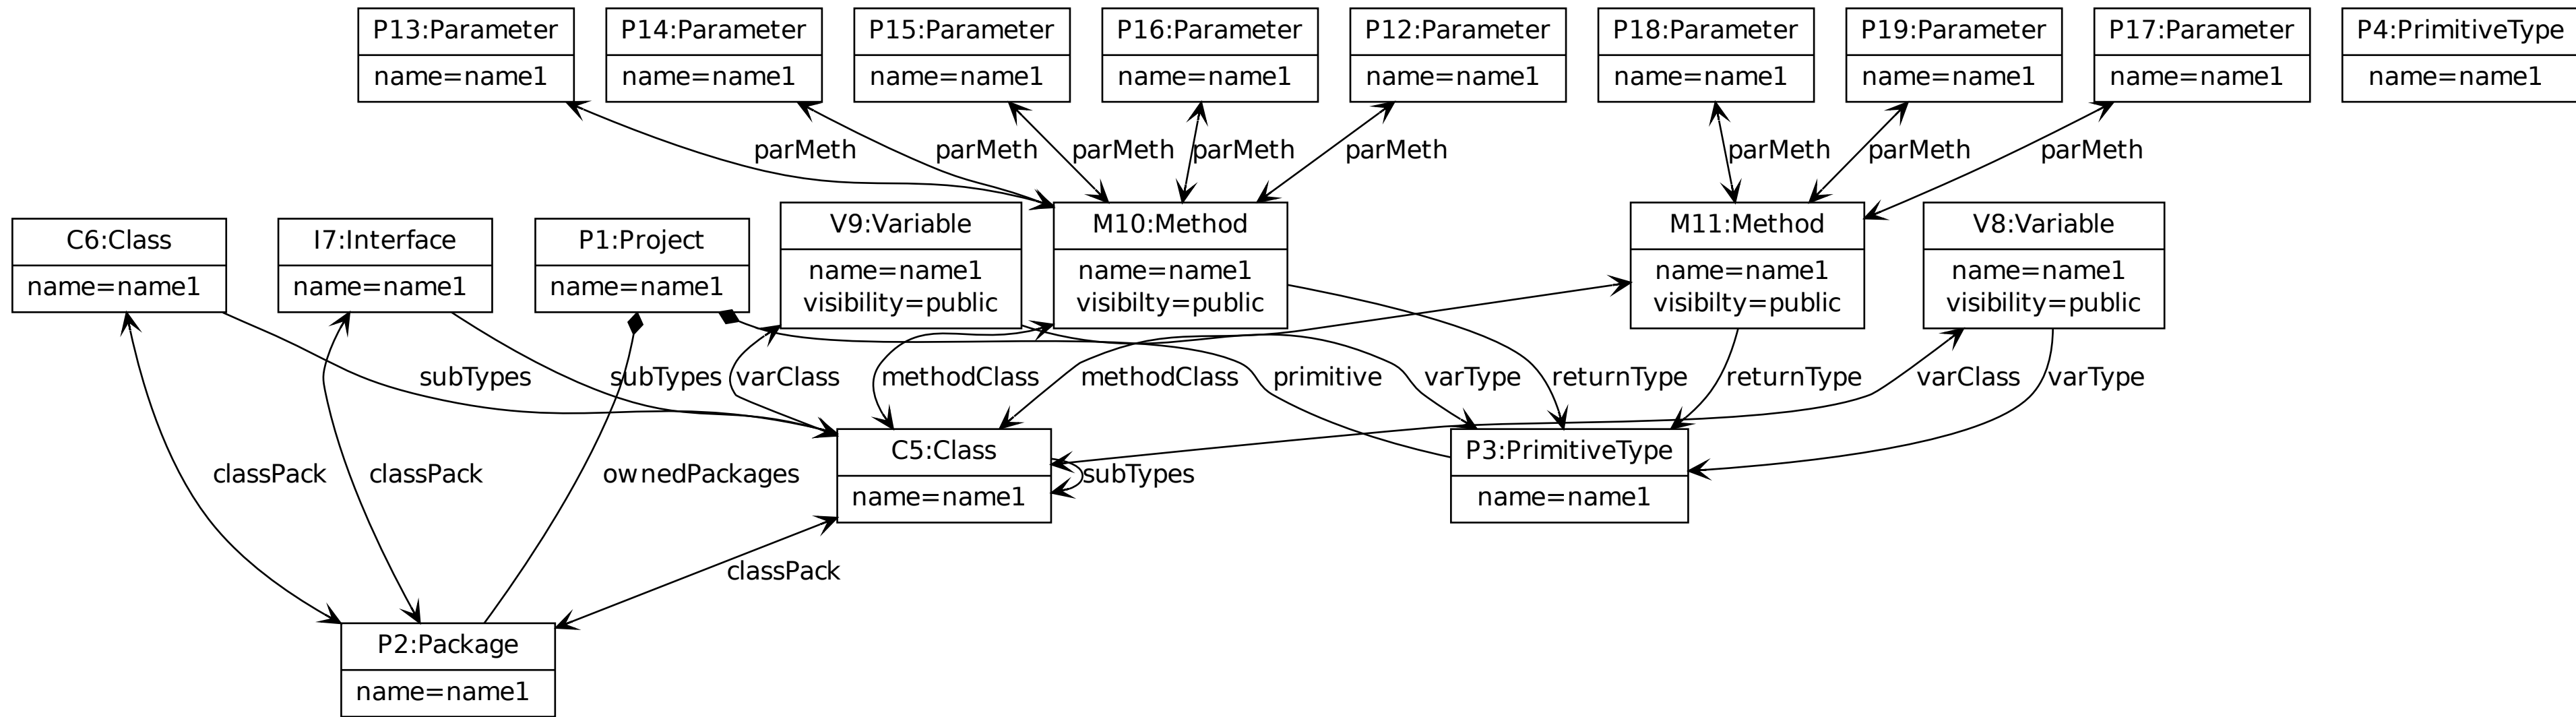 P13:Parameter
name=name1
P14:Parameter
name=name1
P15:Parameter
name=name1
P16:Parameter
name=name1
P12:Parameter
name=name1
P18:Parameter
name=name1
P19:Parameter
name=name1
P17:Parameter
name=name1
P4:PrimitiveType
name=name1
parMeth
parMeth
parMeth
parMeth
parMeth
parMeth
parMeth
parMeth
C6:Class
name=name1
I7:Interface
name=name1
P1:Project
name=name1
V9:Variable
name=name1
visibility=public
M10:Method
name=name1
visibilty=public
M11:Method
name=name1
visibilty=public
V8:Variable
name=name1
visibility=public
subTypes
subTypes
varClass
methodClass
methodClass
primitive
varType
returnType
returnType
varClass
varType
classPack
classPack
ownedPackages
C5:Class
name=name1
subTypes
P3:PrimitiveType
name=name1
classPack
P2:Package
name=name1